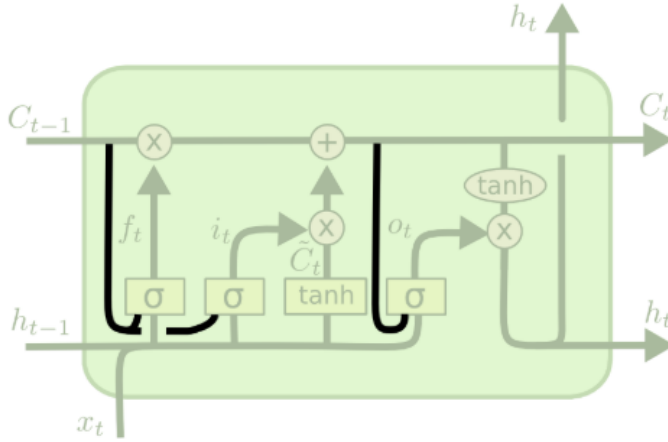 h_t
C_{t-1}
x
+
C_t
tanh
f_t
i_t
x
o_t
x
C̃_t
σ
σ
tanh
σ
h_{t-1}
h_t
x_t